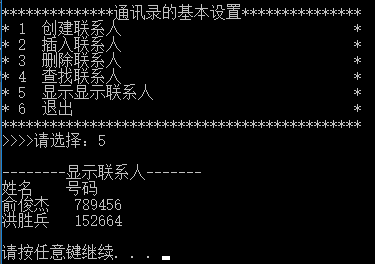 **************通讯录的基本设置***************
* 1  创建联系人                              *
* 2  插入联系人                              *
* 3  删除联系人                              *
* 4  查找联系人                              *
* 5  显示显示联系人                          *
* 6  退出                                    *
*********************************************
>>>>请选择：5
--------显示联系人-------
姓名    号码
俞俊杰   789456
洪胜兵   152664
请按任意键继续. . .